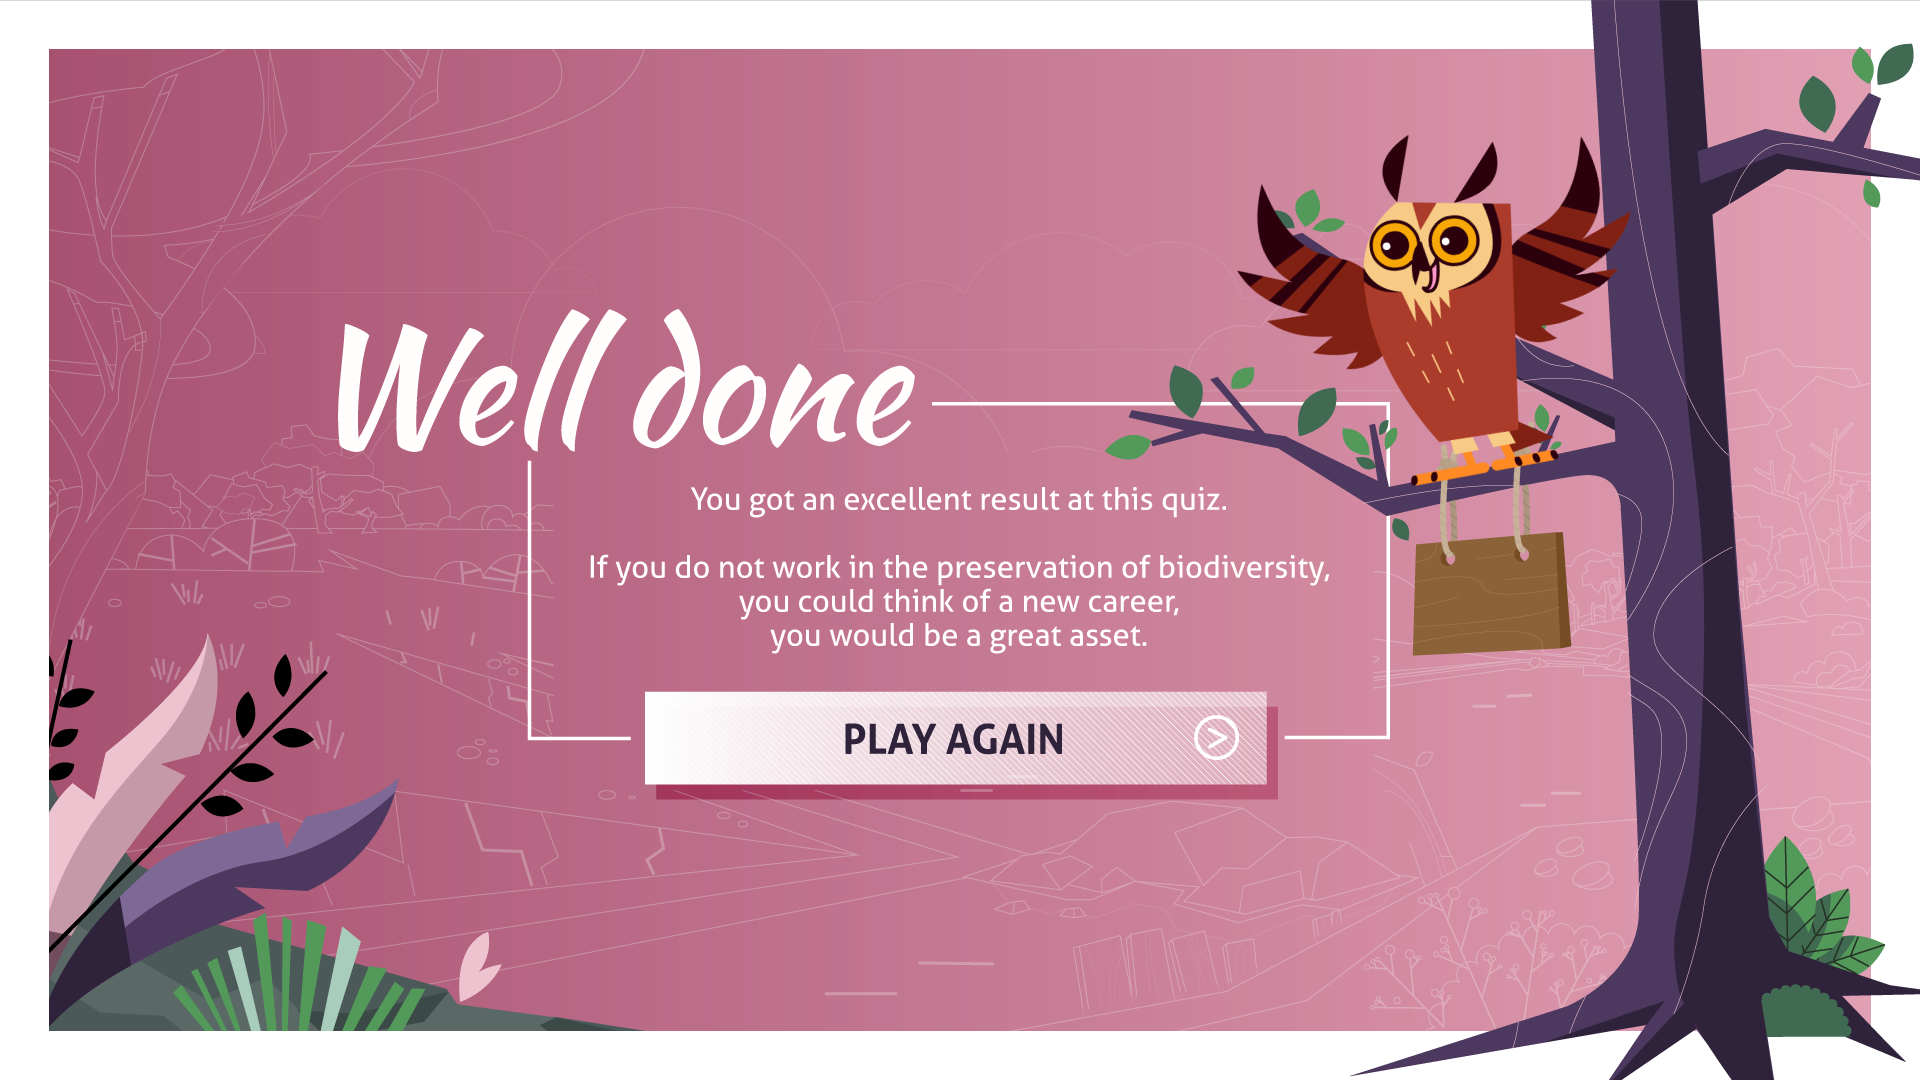 Well done
You got an excellent result at this quiz.
If you do not work in the preservation of biodiversity,
you could think of a new career,
you would be a great asset.
PLAY AGAIN